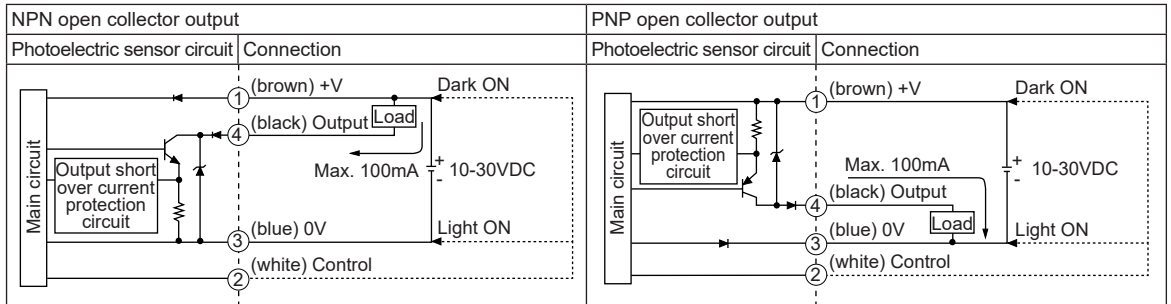 NPN open collector output
Photoelectric sensor circuit
Connection
Main circuit
Output short
over current
protection
circuit
1
(brown) +V
Dark ON
Load
4
(black) Output
Max. 100mA
+
-
10-30VDC
3
(blue) 0V
Light ON
2
(white) Control
PNP open collector output
Photoelectric sensor circuit
Connection
Main circuit
Output short
over current
protection
circuit
1
(brown) +V
Dark ON
Max. 100mA
+
-
10-30VDC
4
(black) Output
Load
3
(blue) 0V
Light ON
2
(white) Control